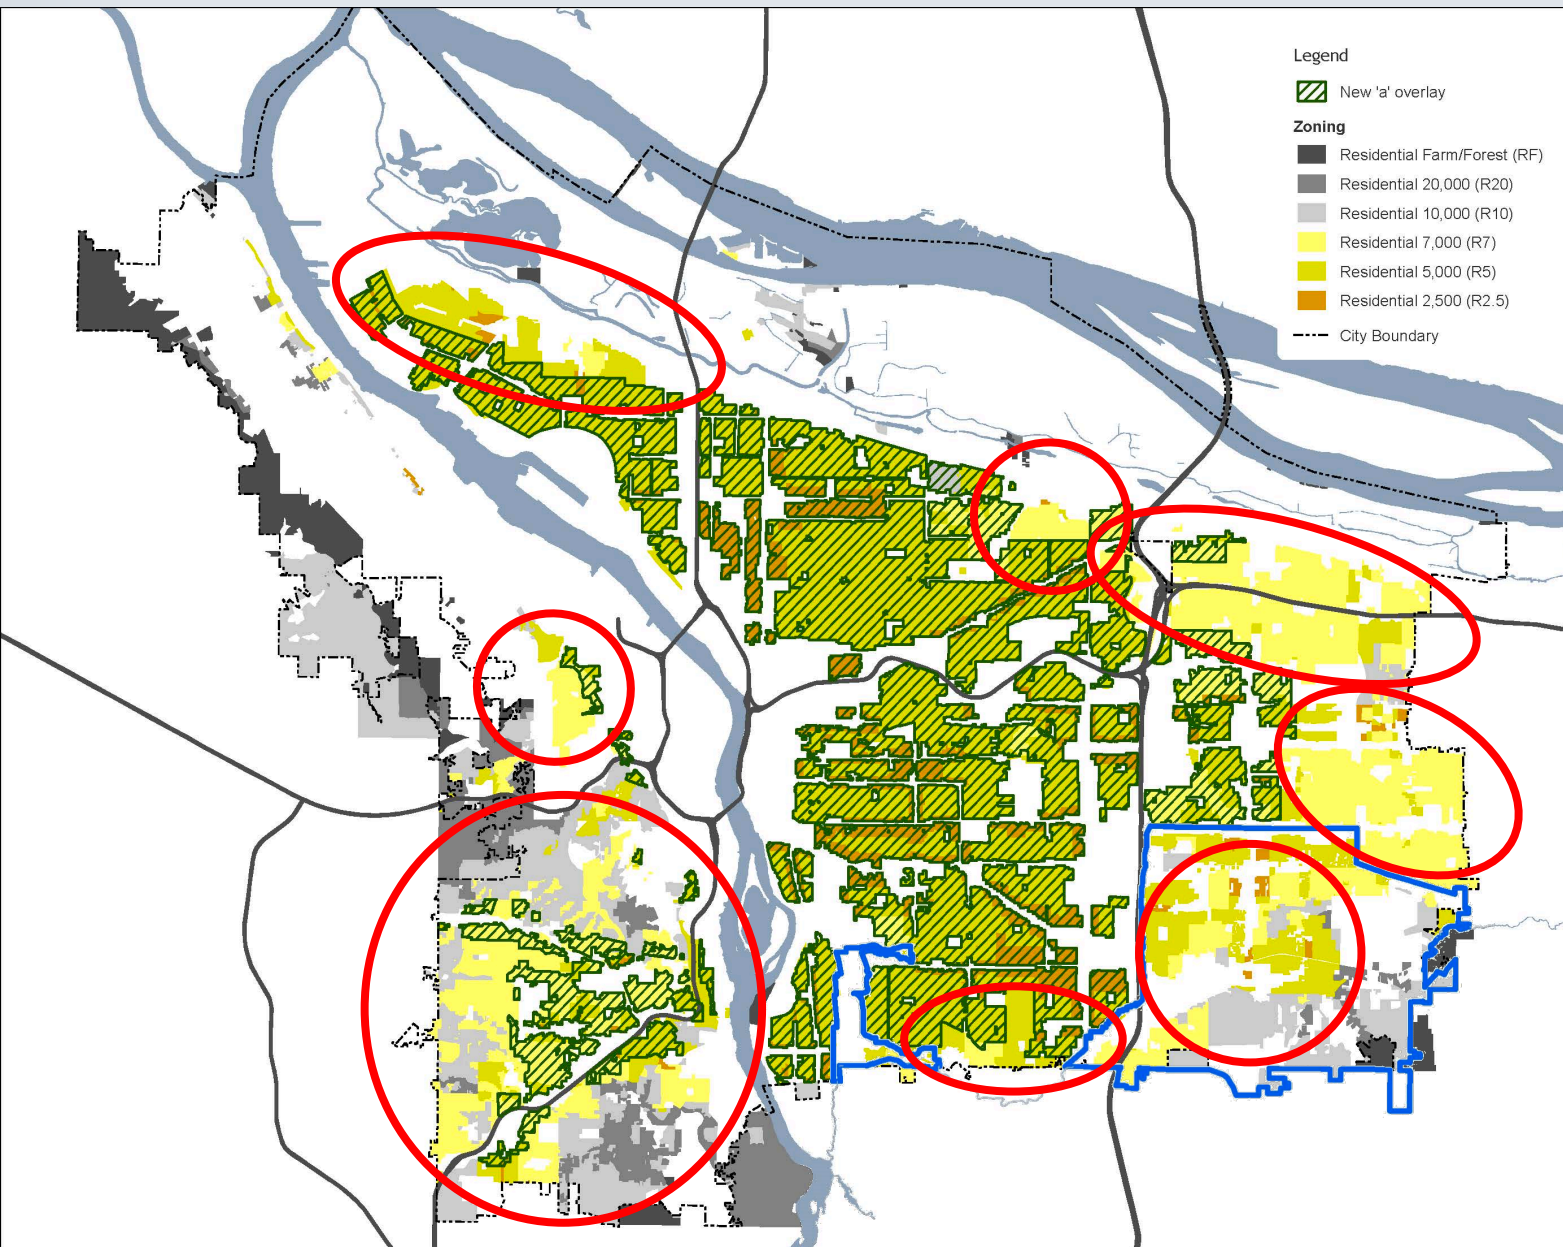 Legend
New 'a' overlay
Zoning
Residential Farm/Forest (RF)
Residential 20,000 (R20)
Residential 10,000 (R10)
Residential 7,000 (R7)
Residential 5,000 (R5)
Residential 2,500 (R2.5)
City Boundary